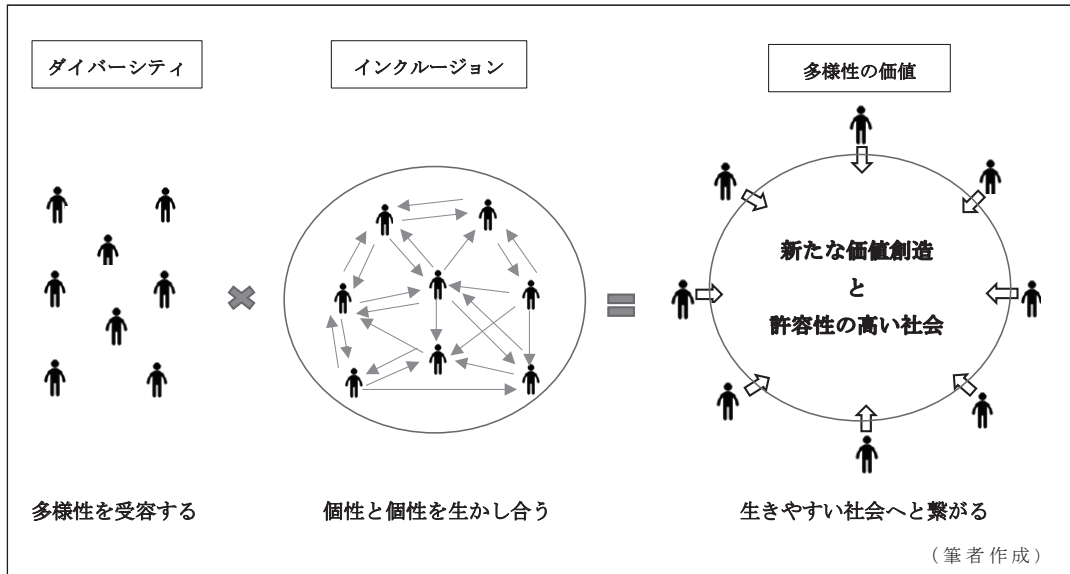 ダイバーシティ
インクルージョン
多様性の価値
新たな価値創造
と
許容性の高い社会
多様性を受容する
個性と個性を生かし合う
生きやすい社会へと繋がる
（筆者作成）